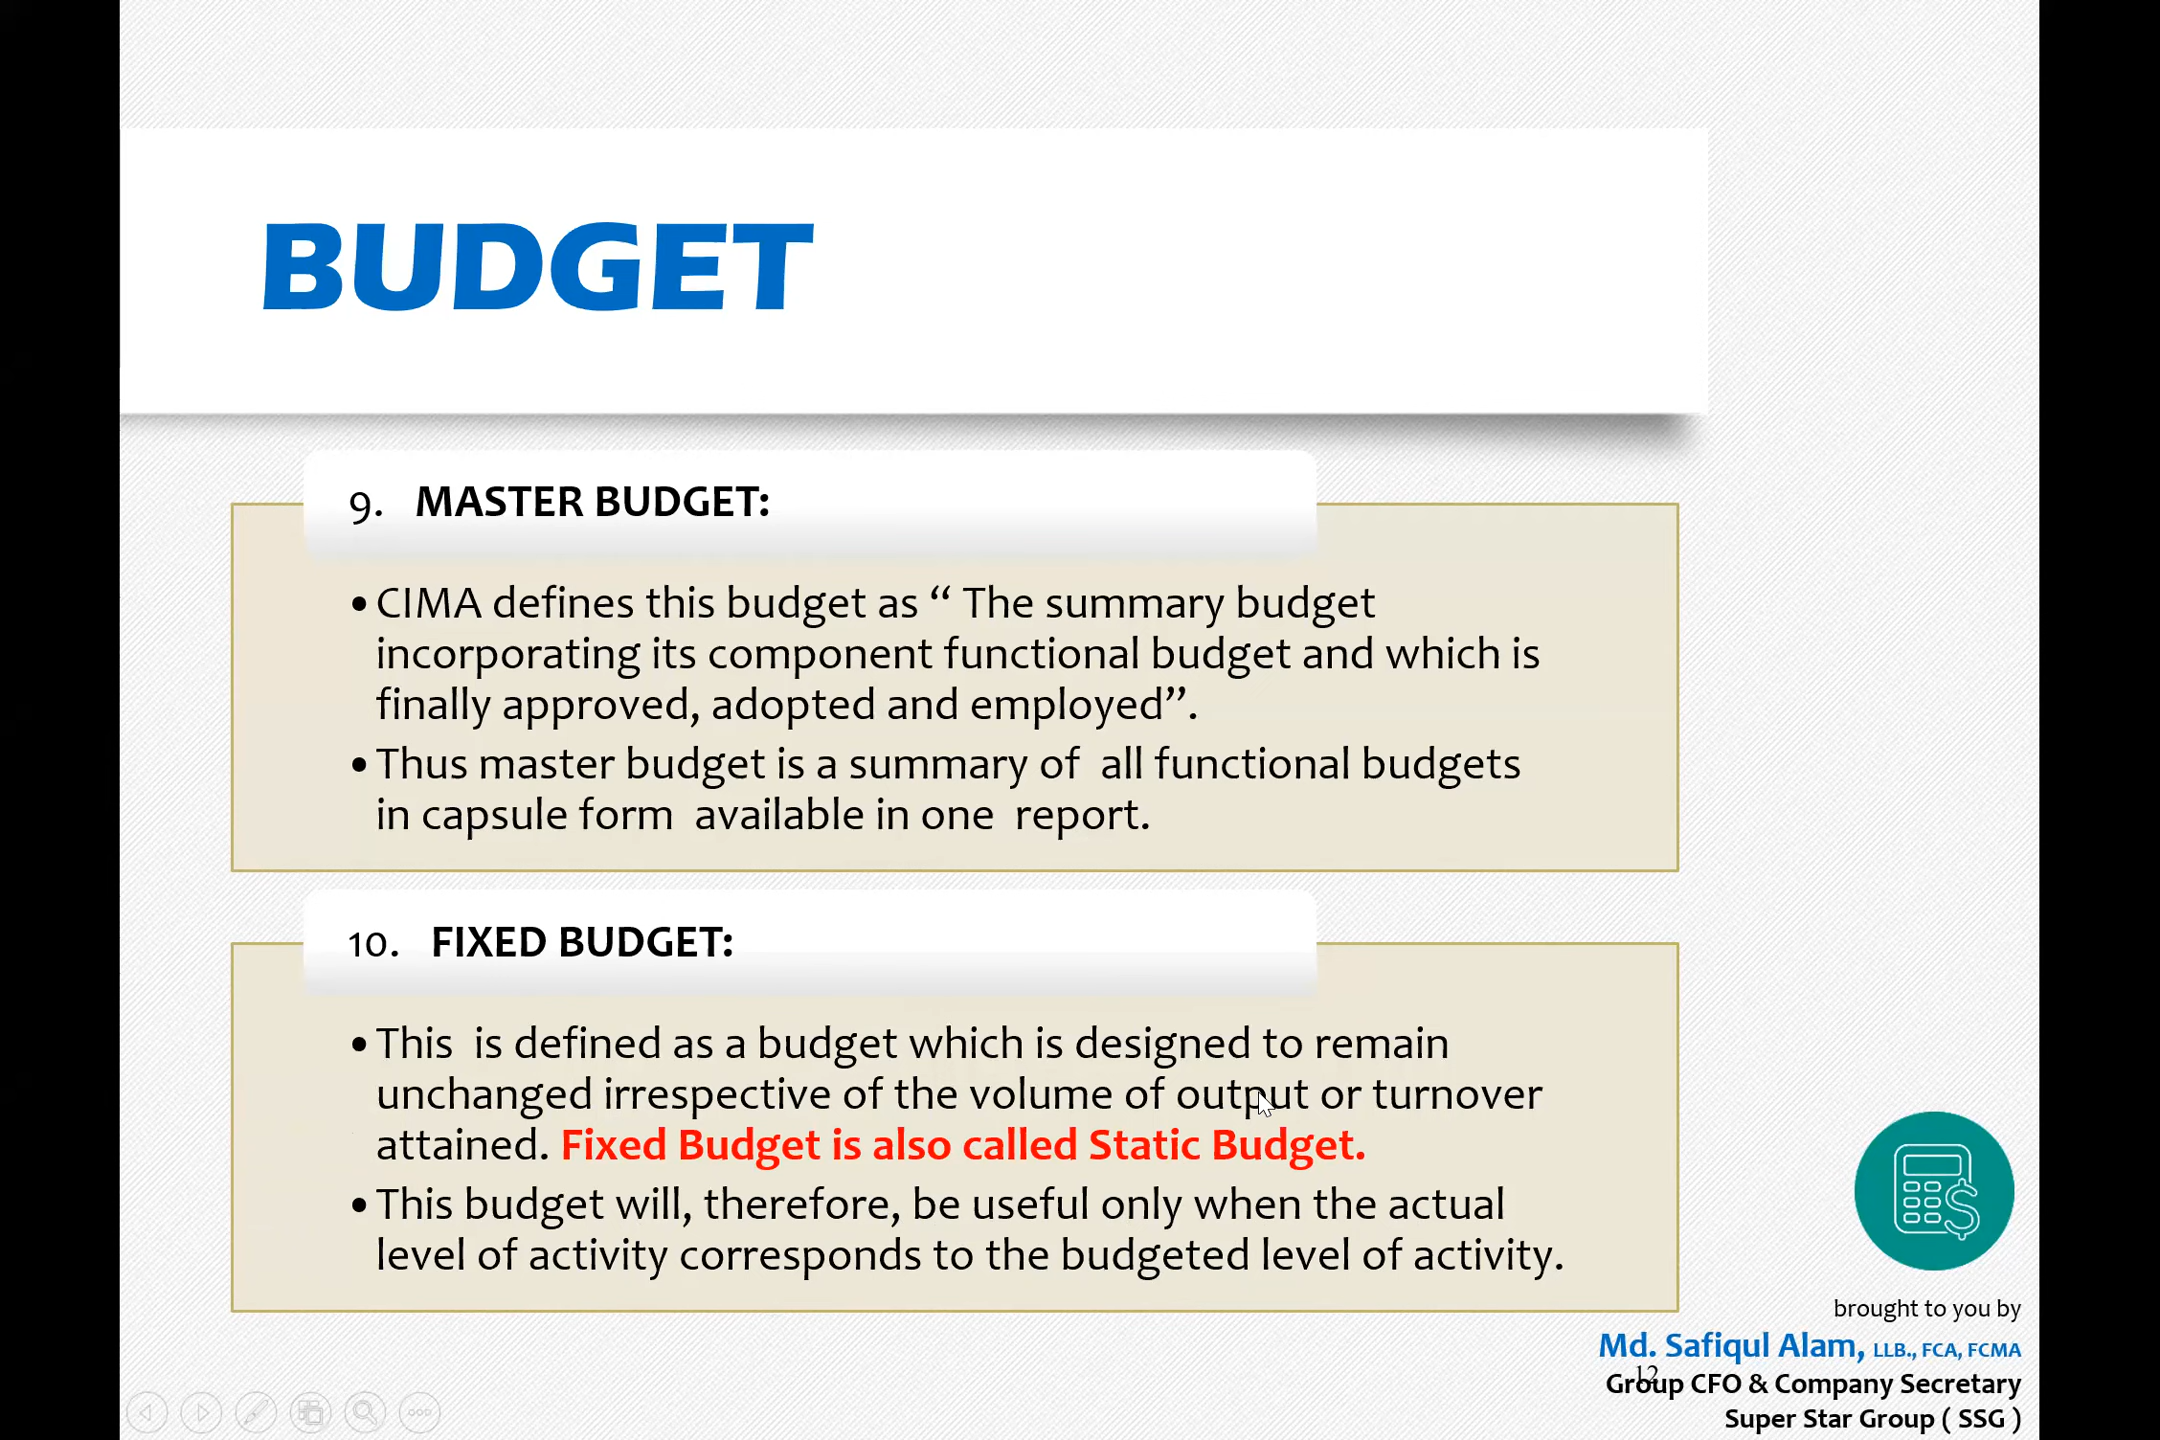 BUDGET
9. MASTER BUDGET:
•CIMA defines this budget as “ The summary budget
incorporating its component functional budget and which is
finally approved, adopted and employed”.
•Thus master budget is a summary of all functional budgets
in capsule form available in one report.
10. FIXED BUDGET:
•This is defined as a budget which is designed to remain
unchanged irrespective of the volume of output or turnover
attained. Fixed Budget is also called Static Budget.
•This budget will, therefore, be useful only when the actual
level of activity corresponds to the budgeted level of activity.
brought to you by
Md. Safiqul Alam, LLB., FCA, FCMA
12
Group CFO & Company Secretary
Super Star Group ( SSG )